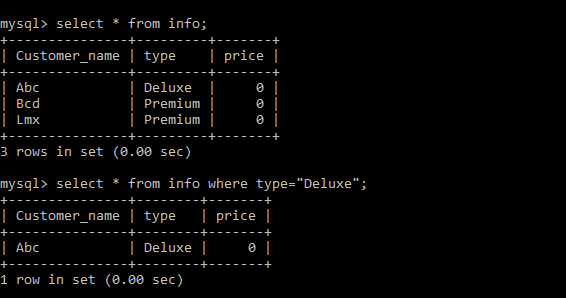 mysql> select * from info;
+---------------+---------+-------+
| Customer_name | type    | price |
+---------------+---------+-------+
| Abc           | Deluxe  |     0 |
| Bcd           | Premium |     0 |
| Lmx           | Premium |     0 |
+---------------+---------+-------+
3 rows in set (0.00 sec)
mysql> select * from info where type="Deluxe";
+---------------+--------+-------+
| Customer_name | type   | price |
+---------------+--------+-------+
| Abc           | Deluxe |     0 |
+---------------+--------+-------+
1 row in set (0.00 sec)